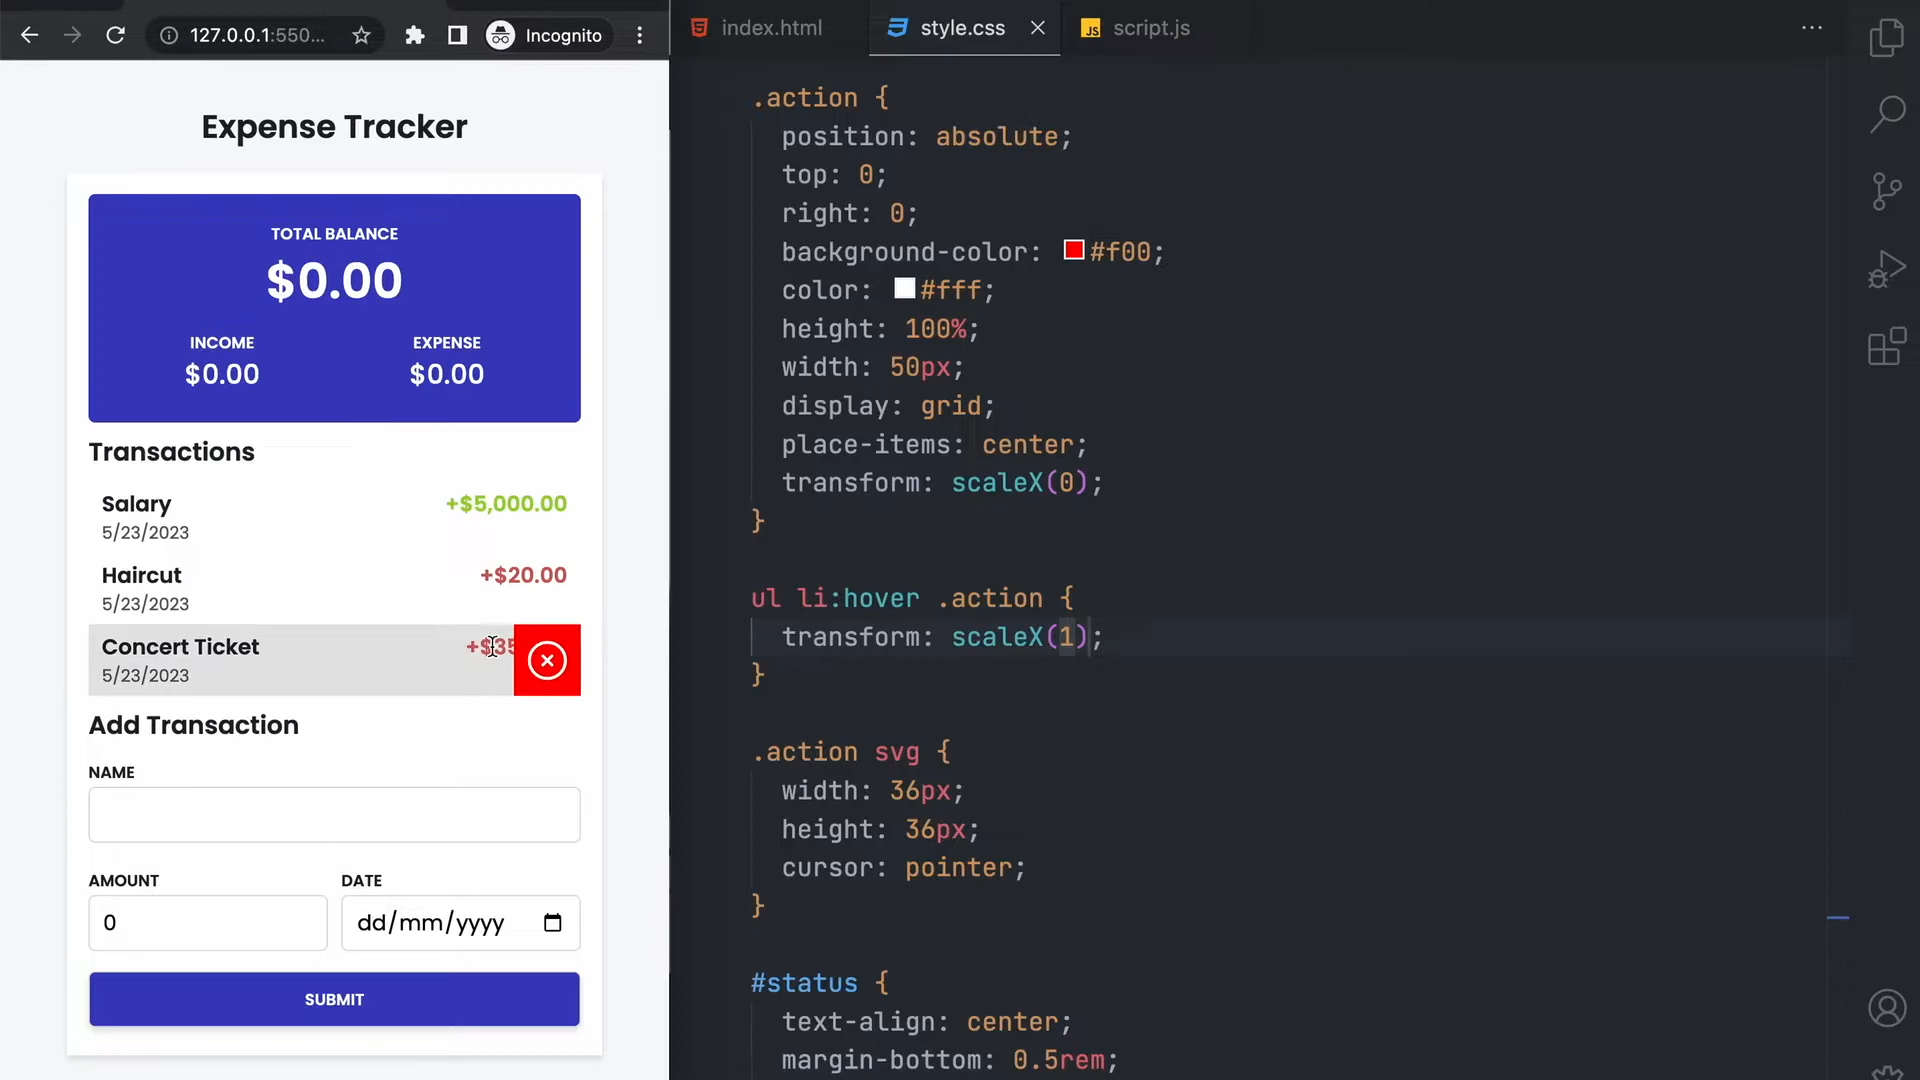 127.0.0.1:550...
Incognito
Expense Tracker
TOTAL BALANCE
$0.00
INCOME
EXPENSE
$0.00
$0.00
Transactions
Salary
+$5,000.00
5/23/2023
Haircut
+$20.00
5/23/2023
Concert Ticket
+$35
5/23/2023
Add Transaction
NAME
AMOUNT
DATE
0
dd/mm/yyyy
SUBMIT
index.html
style.css
JS
script.js
.action {
position: absolute;
top: 0;
right: 0;
background-color: #f00;
color: #fff;
height: 100%;
width: 50px;
display: grid;
place-items: center;
transform: scaleX(0);
}
ul li:hover .action {
transform: scaleX(1);
}
.action svg {
width: 36px;
height: 36px;
cursor: pointer;
}
#status {
text-align: center;
margin-bottom: 0.5rem;